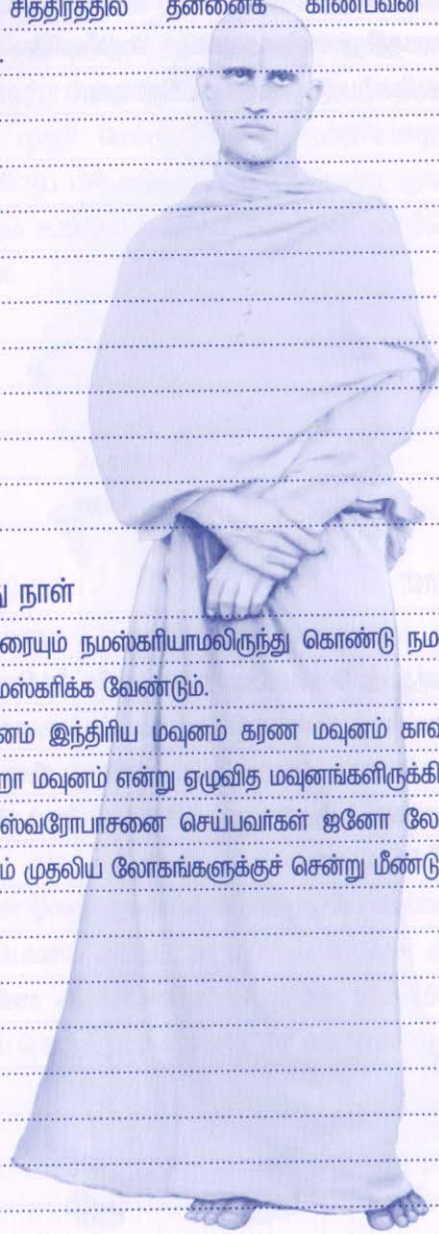 சித்திரத்தில் தன்னைக் காண்பவன்
நாள்
ரையும் நமஸ்கரியாமலிருந்து கொண்டு நம
மஸ்கரிக்க வேண்டும்.
னம் இந்திரிய மவுனம் கரண மவுனம் காவ
றா மவுனம் என்று ஏழுவித மவுனங்களிருக்கி
ஸ்வரோபாசனை செய்பவர்கள் ஜனோ லே
ம் முதலிய லோகங்களுக்குச் சென்று மீண்டு